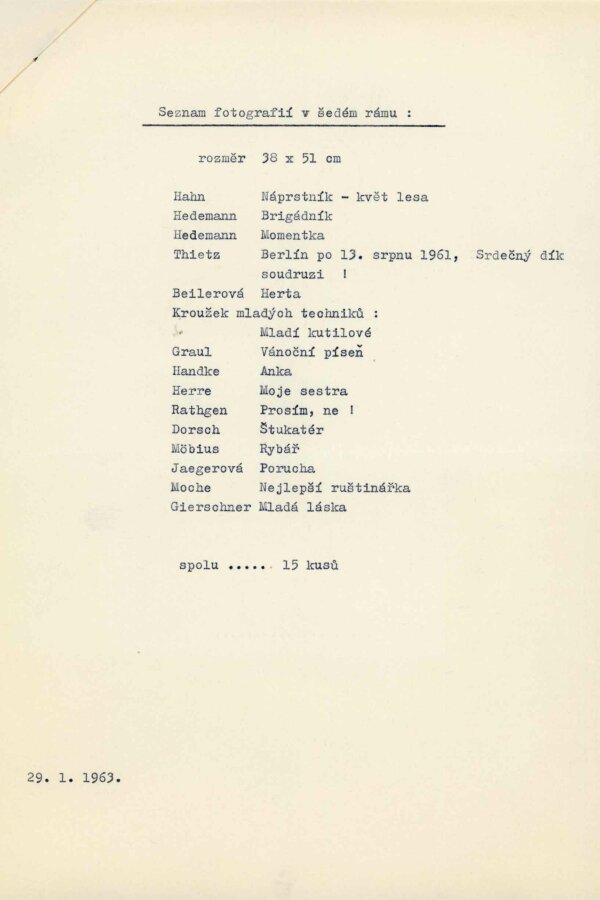 Seznam fotografií v šedém rámu :
rozměr 38 x 51 cm
Hahn Náprstník - květ lesa
Hedemann Brigádník
Hedemann Momentka
Thietz Berlín po 13. srpnu 1961, Srdečný dík
soudruzi !
Beilerová Herta
Kroužek mladých techniků :
Mladí kutilové
Graul Vánoční píseň
Handke Anka
Herre Moje sestra
Rathgen Prosím, ne !
Dorsch Štukatér
Möbius Rybář
Jaegerová Porucha
Moche Nejlepší ruštinářka
Gierschner Mladá láska
spolu ..... 15 kusů
29. 1. 1963.